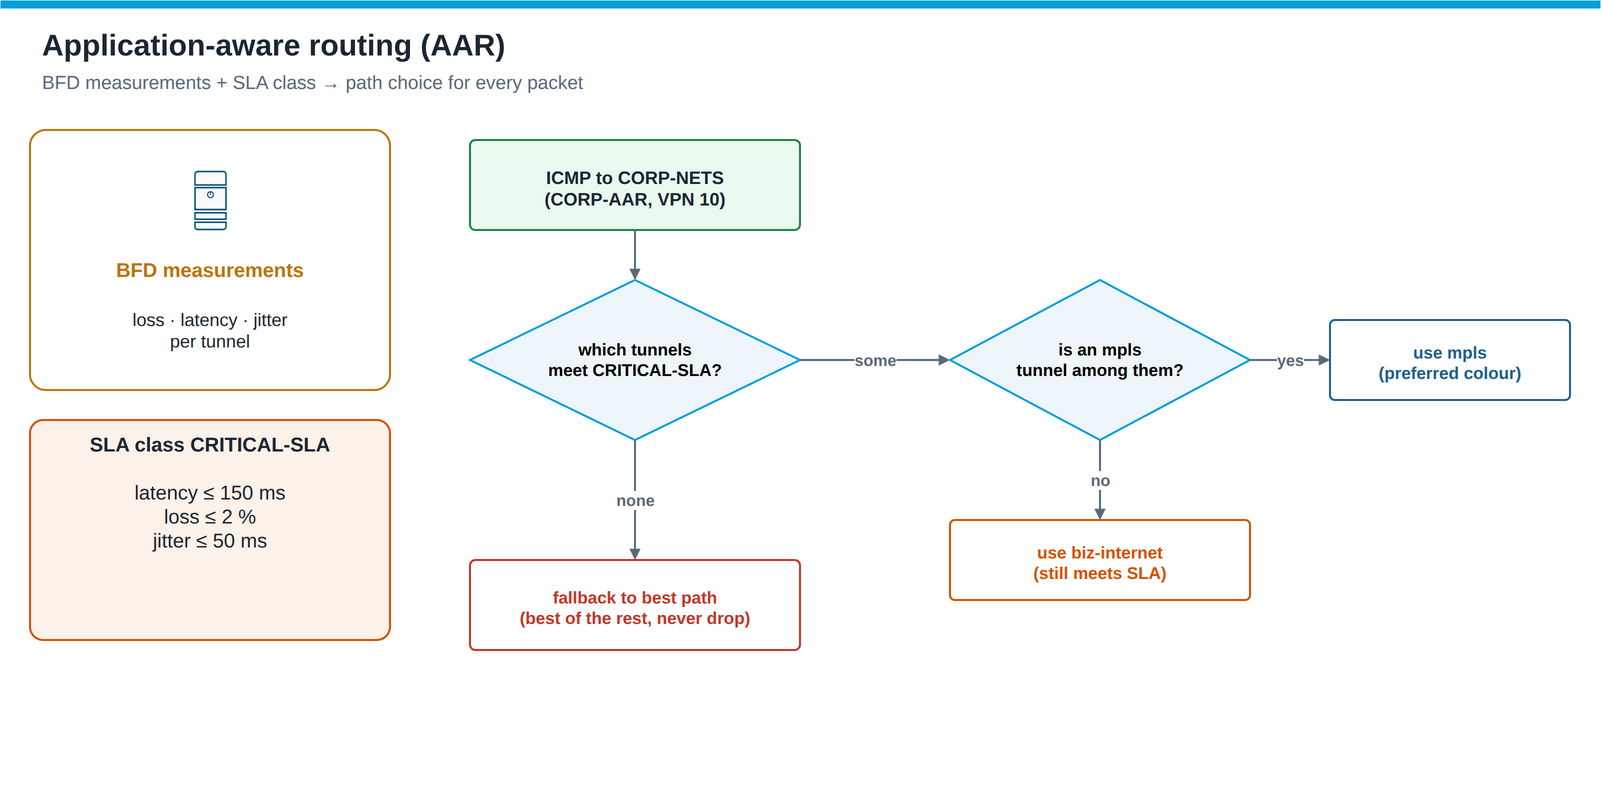 Application-aware routing (AAR)
BFD measurements + SLA class → path choice for every packet
BFD measurements
loss · latency · jitter
per tunnel
SLA class CRITICAL-SLA
latency ≤ 150 ms
loss ≤ 2 %
jitter ≤ 50 ms
ICMP to CORP-NETS
(CORP-AAR, VPN 10)
which tunnels
meet CRITICAL-SLA?
some
is an mpls
tunnel among them?
yes
use mpls
(preferred colour)
none
no
fallback to best path
(best of the rest, never drop)
use biz-internet
(still meets SLA)